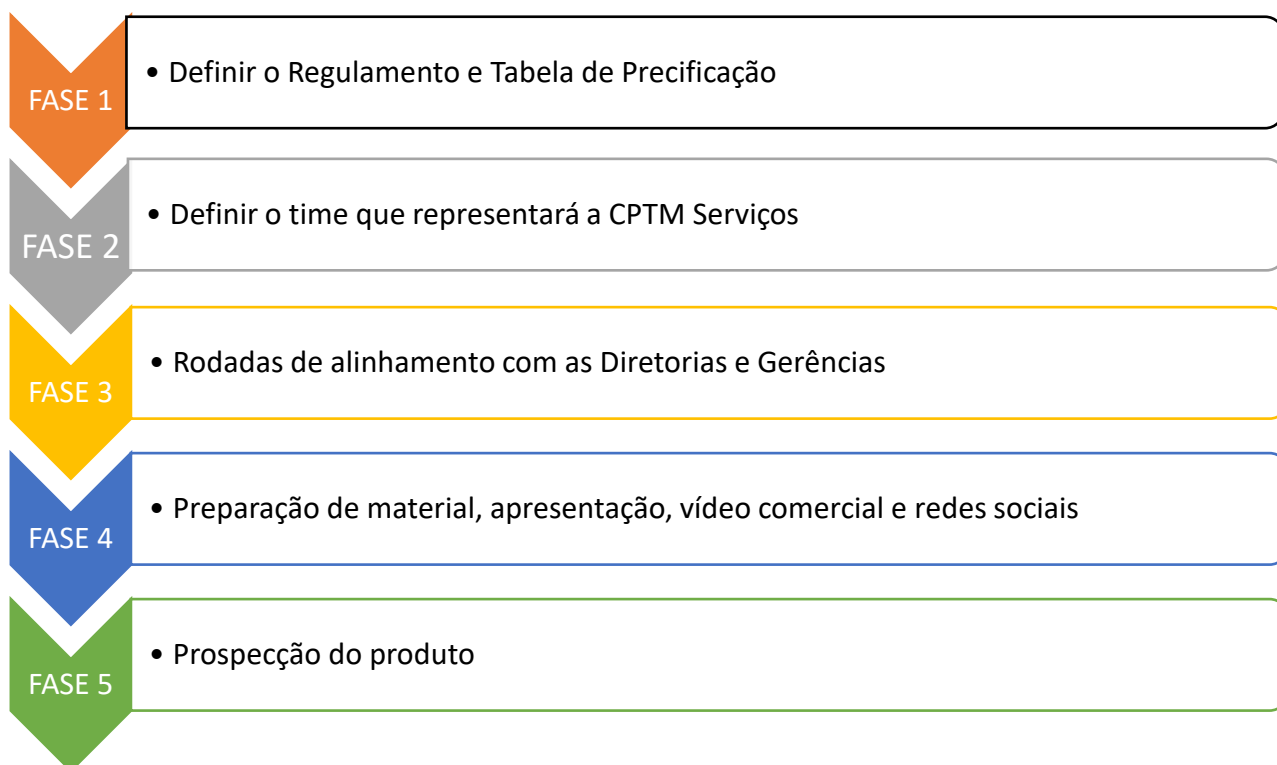 FASE 1
• Definir o Regulamento e Tabela de Precificação
FASE 2
• Definir o time que representará a CPTM Serviços
FASE 3
• Rodadas de alinhamento com as Diretorias e Gerências
FASE 4
• Preparação de material, apresentação, vídeo comercial e redes sociais
FASE 5
• Prospecção do produto